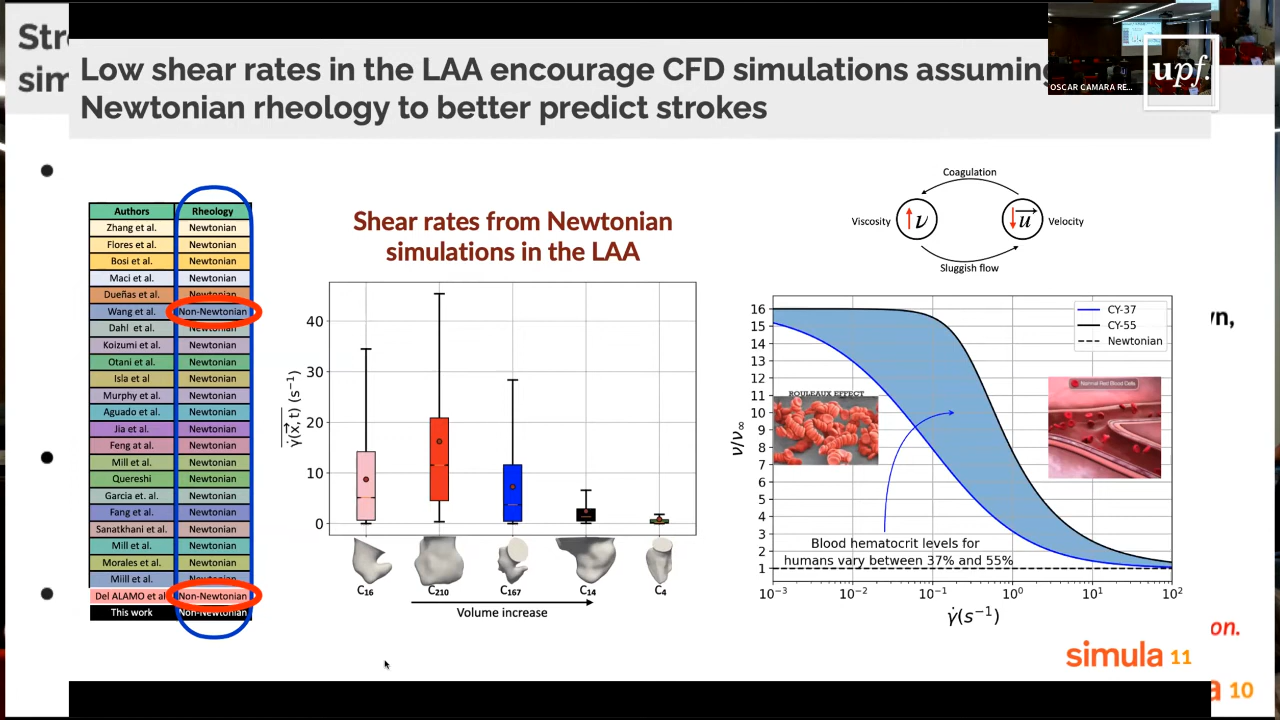 Str
sim
Low shear rates in the LAA encourage CFD simulations assuming
Newtonian rheology to better predict strokes
OSCAR CAMARA RE...
upf.
Authors Rheology
Zhang et al. Newtonian
Flores et al. Newtonian
Bosi et al. Newtonian
Maci et al. Newtonian
Dueñas et al. Newtonian
Wang et al. Non-Newtonian
Dahl et al. Newtonian
Koizumi et al. Newtonian
Otani et al. Newtonian
Isla et al Newtonian
Murphy et al. Newtonian
Aguado et al. Newtonian
Jia et al. Newtonian
Feng at al. Newtonian
Mill et al. Newtonian
Quereshi Newtonian
Garcia et. al. Newtonian
Fang et al. Newtonian
Sanatkhani et al. Newtonian
Mill et al. Newtonian
Morales et al. Newtonian
Miill et al. Newtonian
Del ALAMO et al Non-Newtonian
This work Non-Newtonian
Shear rates from Newtonian
simulations in the LAA
γ̇(x⃗,t) (s⁻¹)
40
30
20
10
0
C₁₆ C₂₁₀ C₁₆₇ C₁₄ C₄
Volume increase
Coagulation
Viscosity ↑ν ↓u⃗ Velocity
Sluggish flow
ν/ν∞
16
15
14
13
12
11
10
9
8
7
6
5
4
3
2
1
CY-37
CY-55
Newtonian
ROULEAUX EFFECT
Normal Red Blood Cells
Blood hematocrit levels for
humans vary between 37% and 55%
10⁻³ 10⁻² 10⁻¹ 10⁰ 10¹ 10²
γ̇(s⁻¹)
simula 11
wn,
on.
a 10